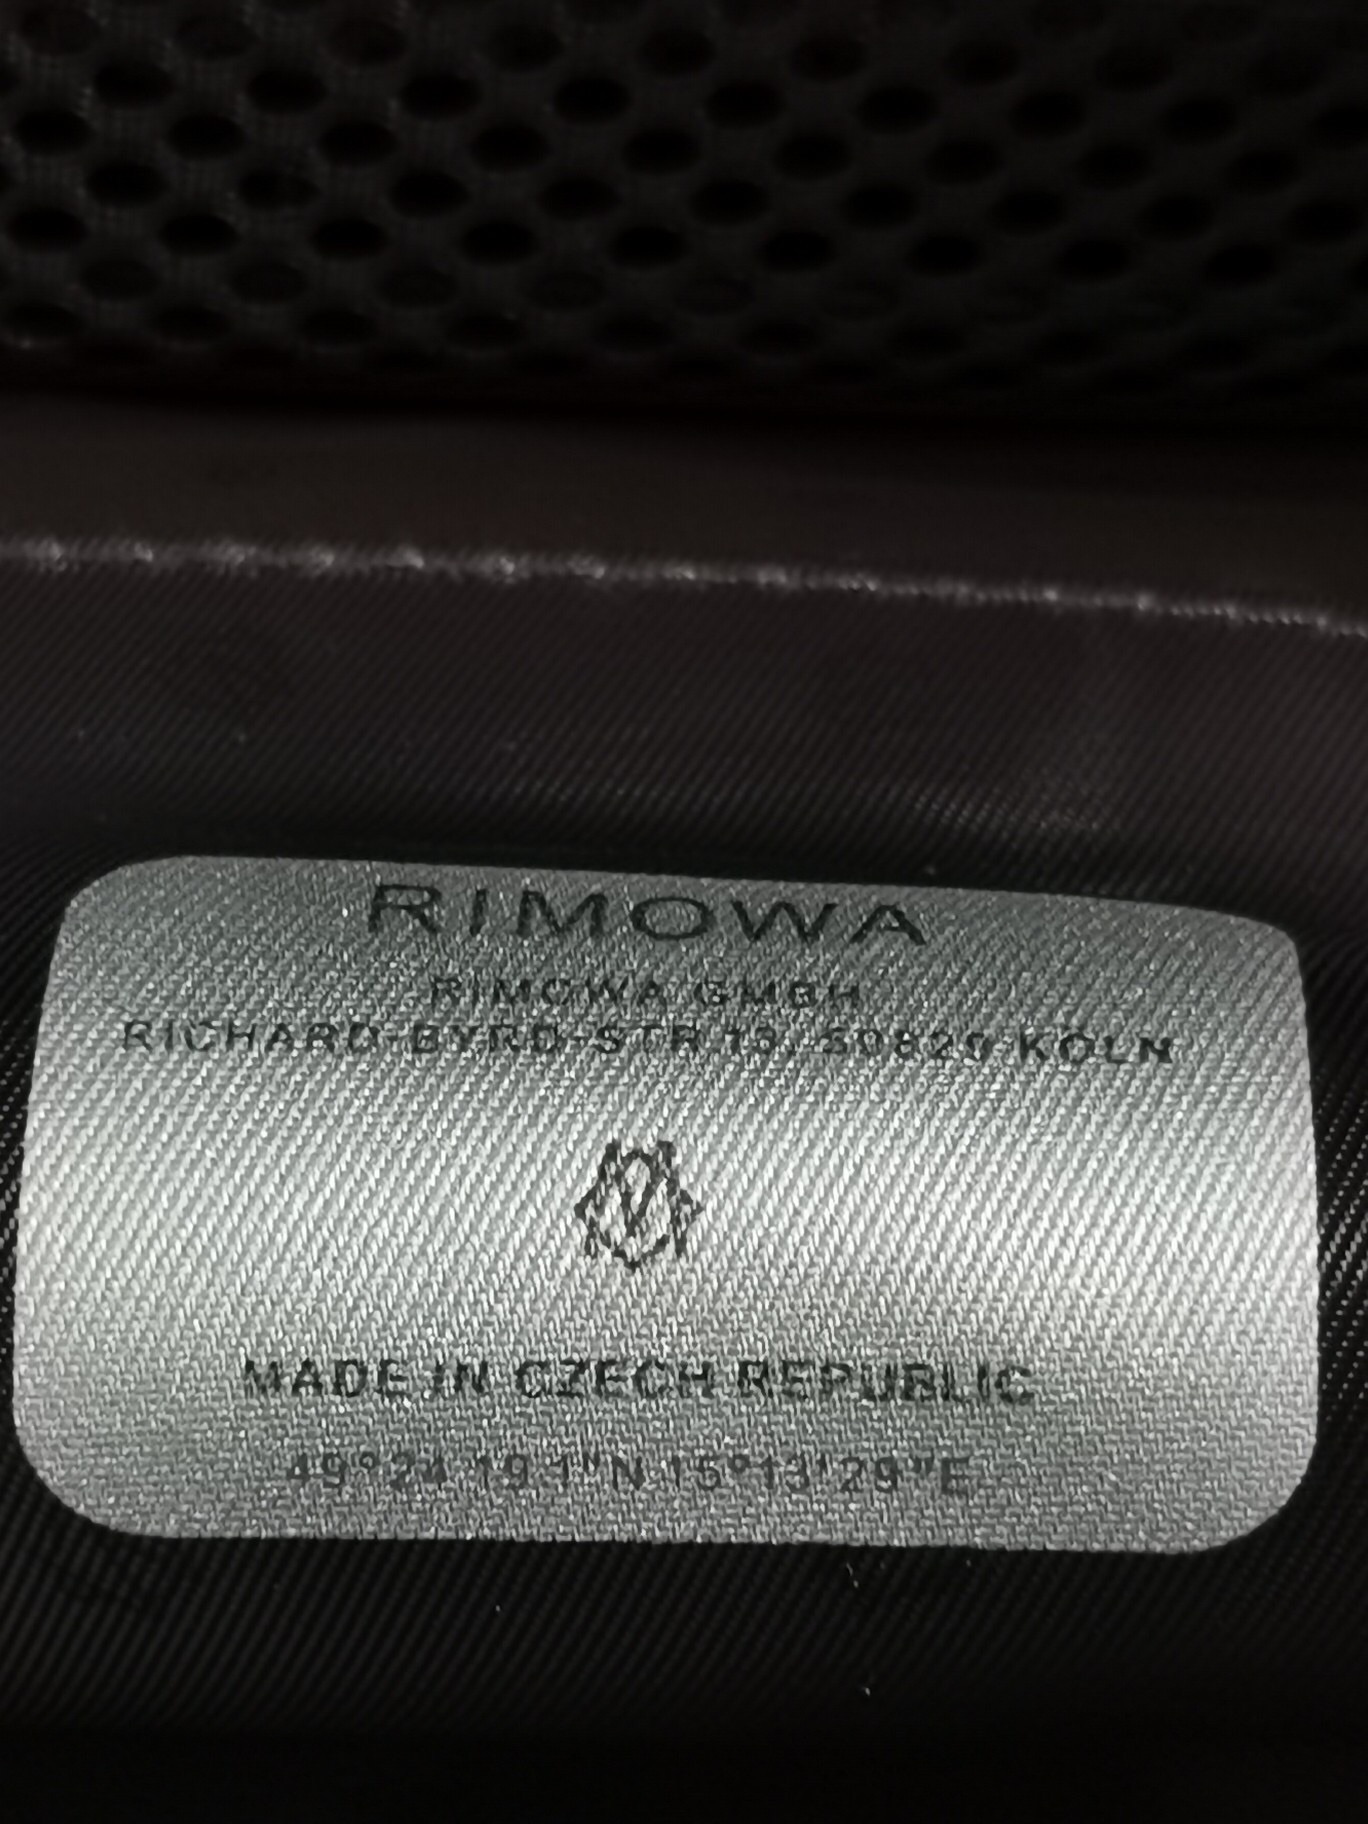 RIMOWA
RIMOWA GMBH
RICHARD-BYRD-STR.13, 50829 KÖLN
MADE IN CZECH REPUBLIC
49°24'19.1"N 15°13'29"E